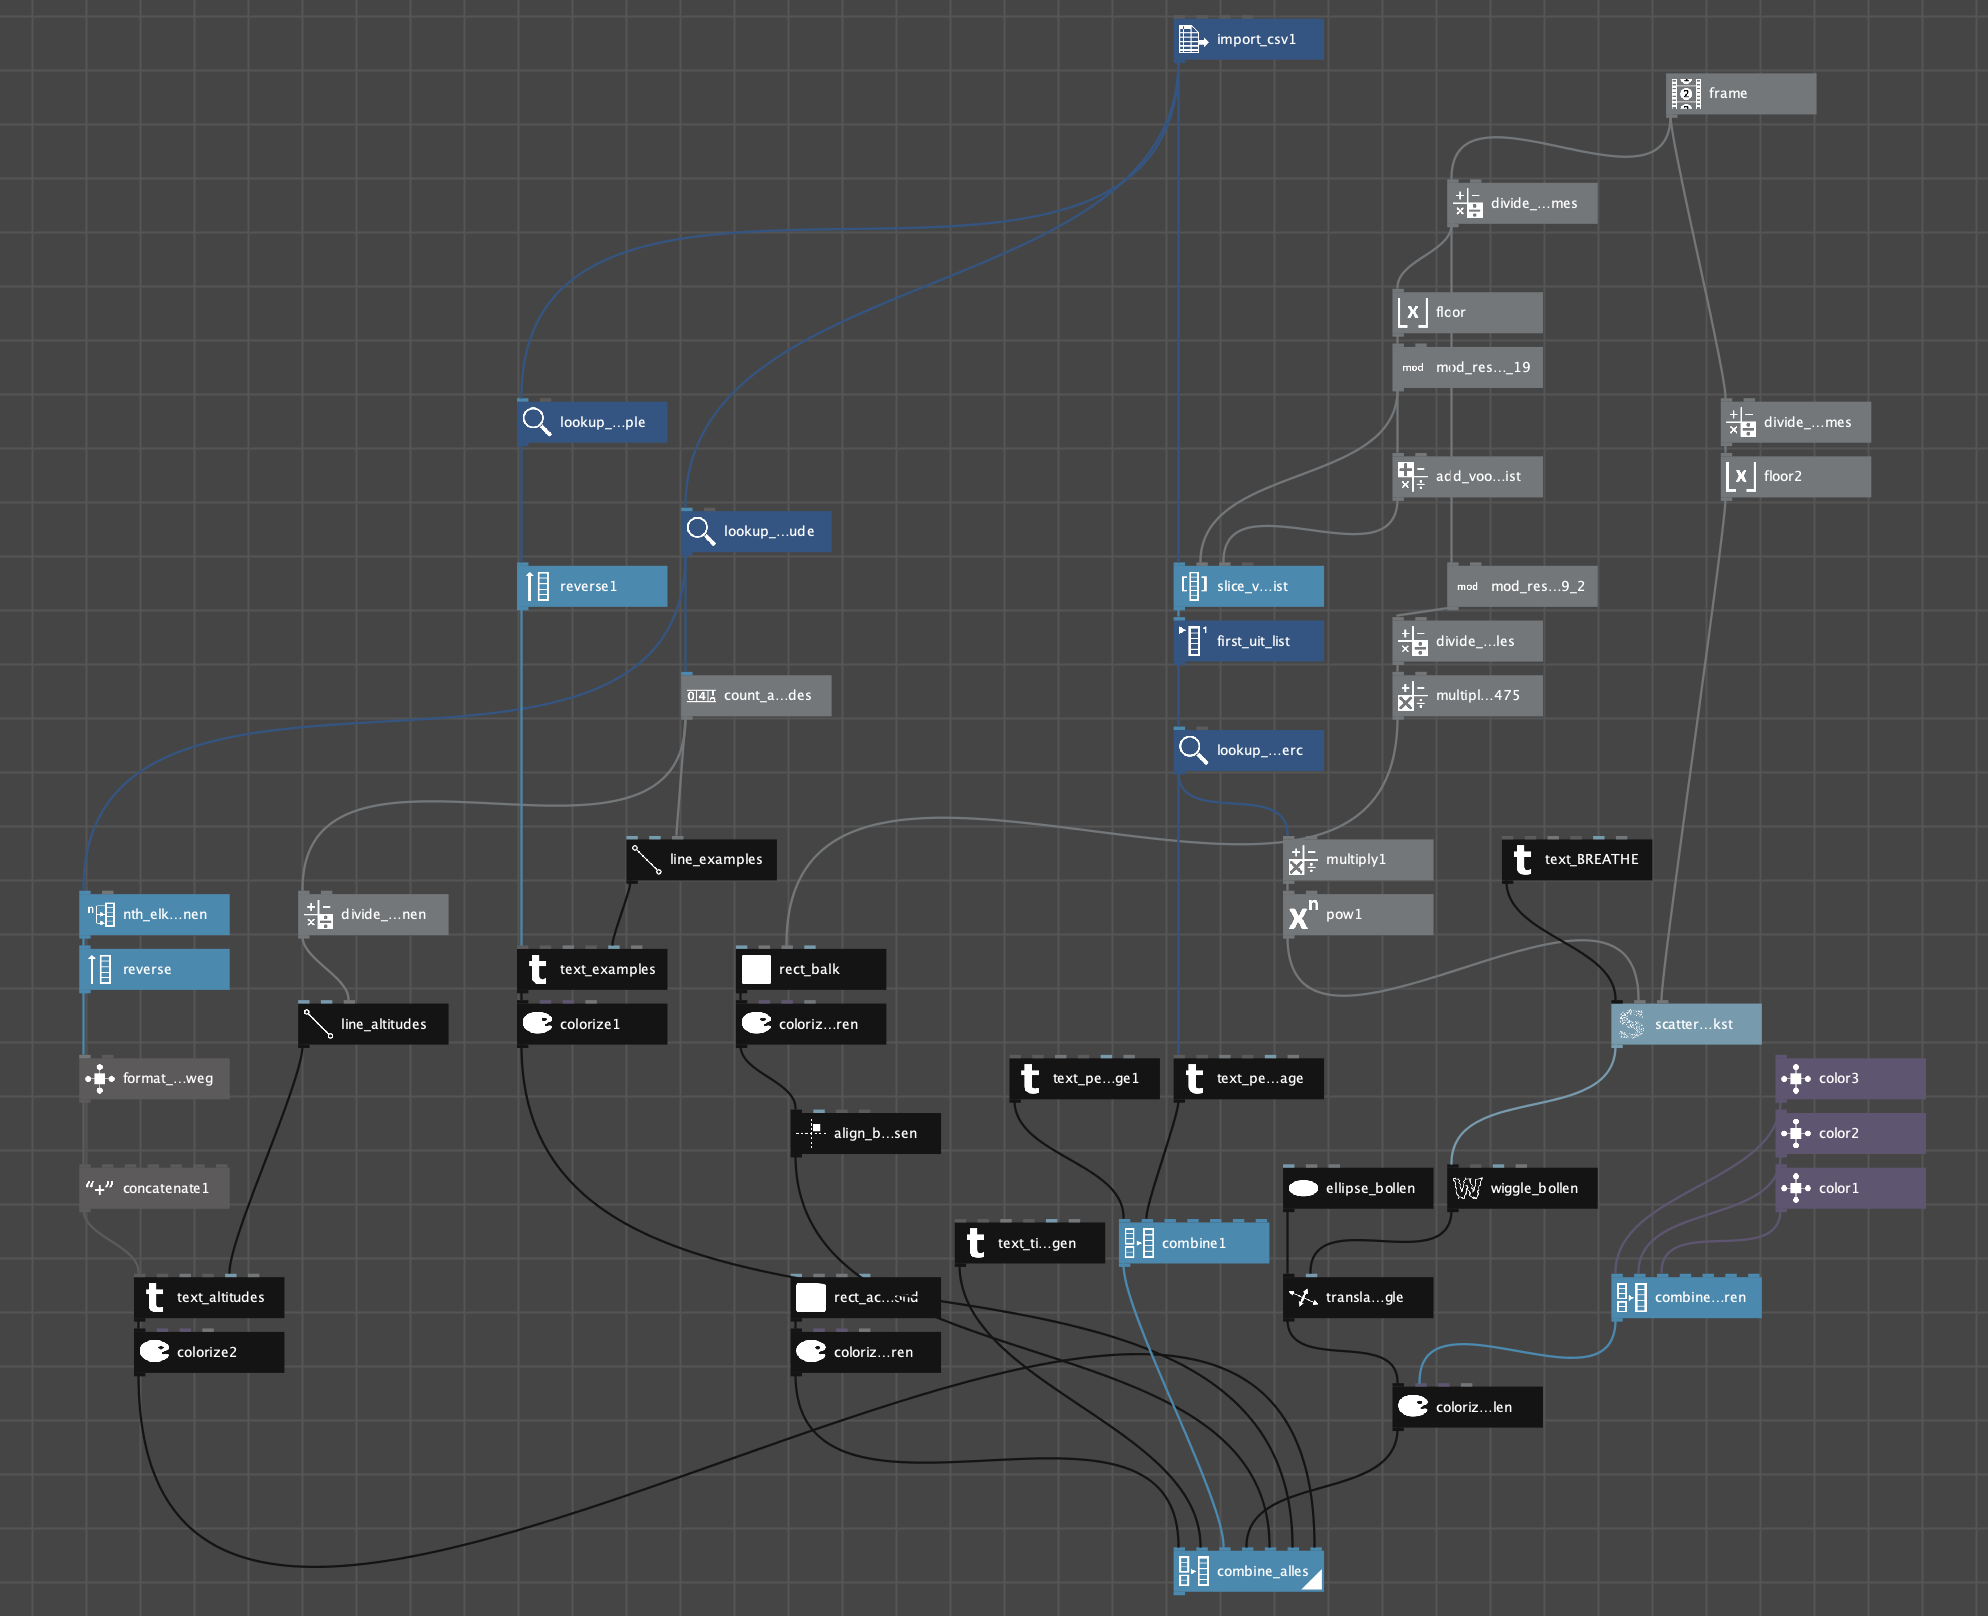 import_csv1
frame
divide_...mes
floor
mod_res..._19
lookup_...ple
divide_...mes
add_voo...ist
floor2
lookup_...ude
reverse1
slice_v...ist
mod_res...9_2
first_uit_list
divide_...les
count_a...des
multipl...475
lookup_...erc
line_examples
multiply1
text_BREATHE
nth_elk...nen
divide_...nen
pow1
reverse
text_examples
rect_balk
line_altitudes
colorize1
coloriz...ren
scatter...kst
format_...weg
text_pe...ge1
text_pe...age
color3
align_b...sen
color2
concatenate1
ellipse_bollen
wiggle_bollen
color1
text_ti...gen
combine1
text_altitudes
rect_ac...ond
transla...gle
combine...ren
colorize2
coloriz...ren
coloriz...len
combine_alles